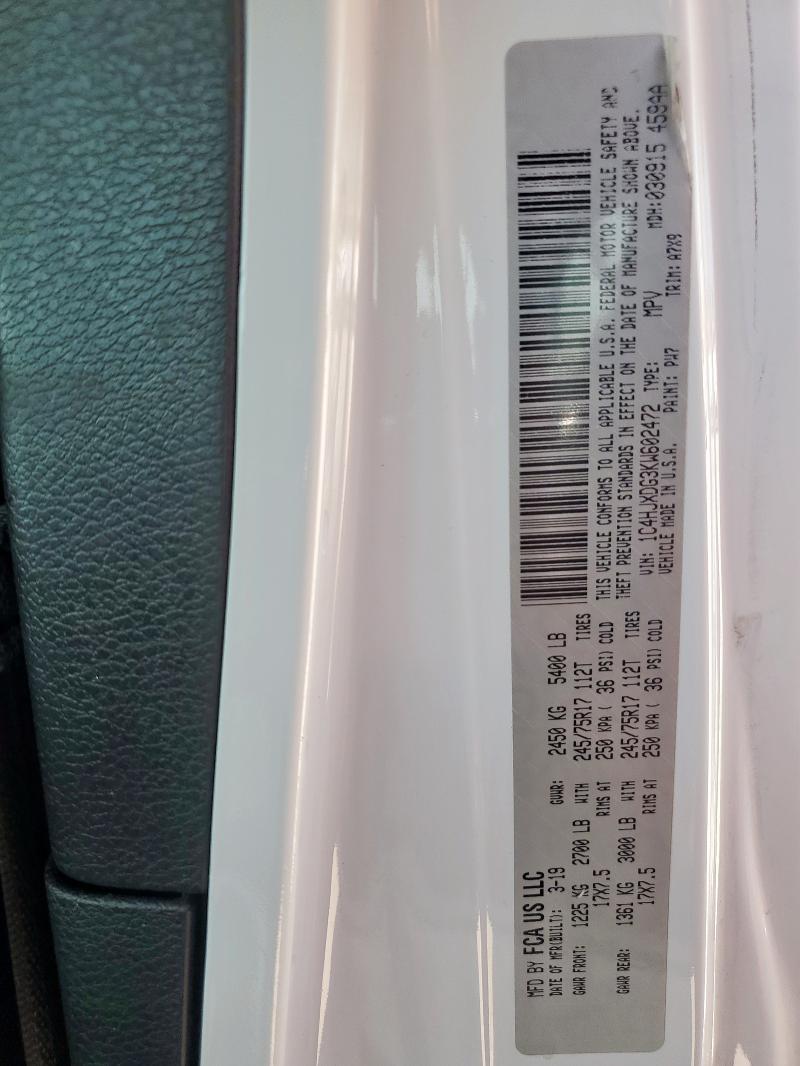 MFD BY FCA US LLC
DATE OF MFR(BUILT): 3-19 GVWR: 2450 KG 5400 LB
GAWR FRONT: 1225 KG 2700 LB WITH 245/75R17 112T TIRES
17X7.5 RIMS AT 250 KPA ( 36 PSI) COLD
GAWR REAR: 1361 KG 3000 LB WITH 245/75R17 112T TIRES
17X7.5 RIMS AT 250 KPA ( 36 PSI) COLD
THIS VEHICLE CONFORMS TO ALL APPLICABLE U.S.A. FEDERAL MOTOR VEHICLE SAFETY AND
THEFT PREVENTION STANDARDS IN EFFECT ON THE DATE OF MANUFACTURE SHOWN ABOVE.
VIN: 1C4HJXDG3KW602472 TYPE: MPV MDH:030915 4594A
VEHICLE MADE IN U.S.A. PAINT: PW7 TRIM: A7X9